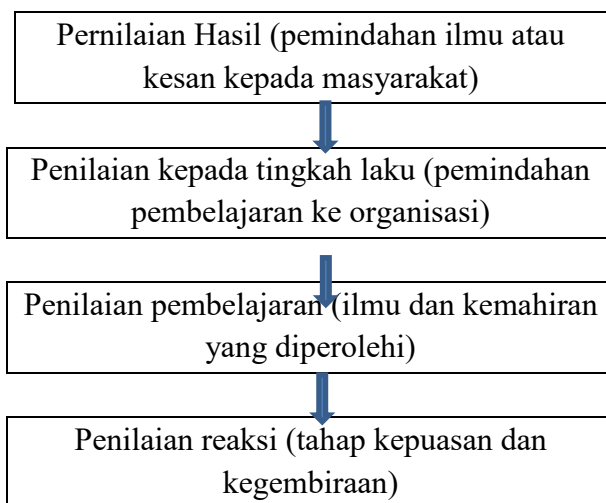 Pernilaian Hasil (pemindahan ilmu atau
kesan kepada masyarakat)
Penilaian kepada tingkah laku (pemindahan
pembelajaran ke organisasi)
Penilaian pembelajaran (ilmu dan kemahiran
yang diperolehi)
Penilaian reaksi (tahap kepuasan dan
kegembiraan)